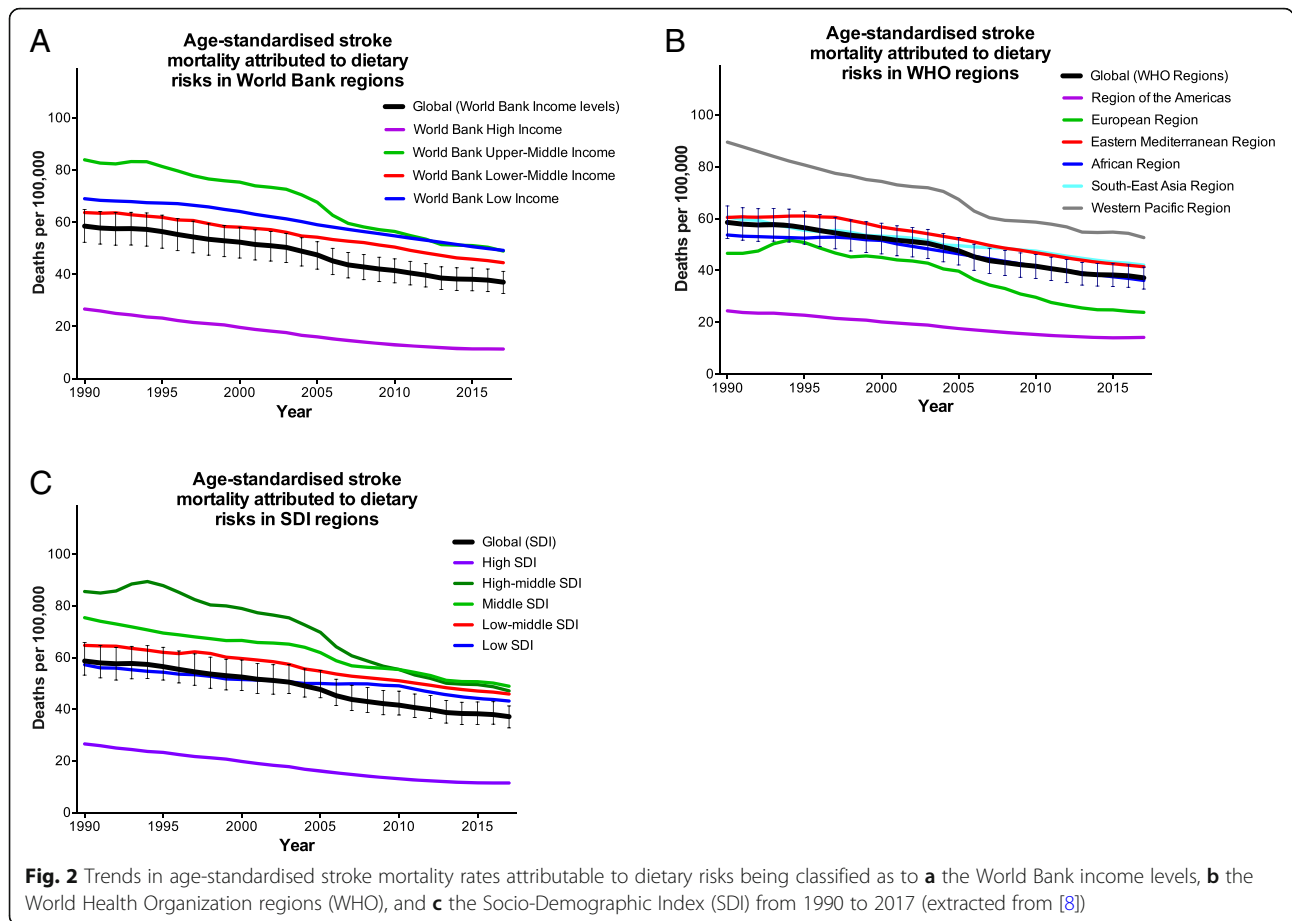 A
Age-standardised stroke
mortality attributed to dietary
risks in World Bank regions
Global (World Bank Income levels)
World Bank High Income
World Bank Upper-Middle Income
World Bank Lower-Middle Income
World Bank Low Income
Deaths per 100,000
100
80
60
40
20
0
1990
1995
2000
2005
2010
2015
Year
B
Age-standardised stroke
mortality attributed to dietary
risks in WHO regions
Global (WHO Regions)
Region of the Americas
European Region
Eastern Mediterranean Region
African Region
South-East Asia Region
Western Pacific Region
Deaths per 100,000
100
80
60
40
20
0
1990
1995
2000
2005
2010
2015
Year
C
Age-standardised stroke
mortality attributed to dietary
risks in SDI regions
Global (SDI)
High SDI
High-middle SDI
Middle SDI
Low-middle SDI
Low SDI
Deaths per 100,000
100
80
60
40
20
0
1990
1995
2000
2005
2010
2015
Year
Fig. 2 Trends in age-standardised stroke mortality rates attributable to dietary risks being classified as to a the World Bank income levels, b the
World Health Organization regions (WHO), and c the Socio-Demographic Index (SDI) from 1990 to 2017 (extracted from [8])